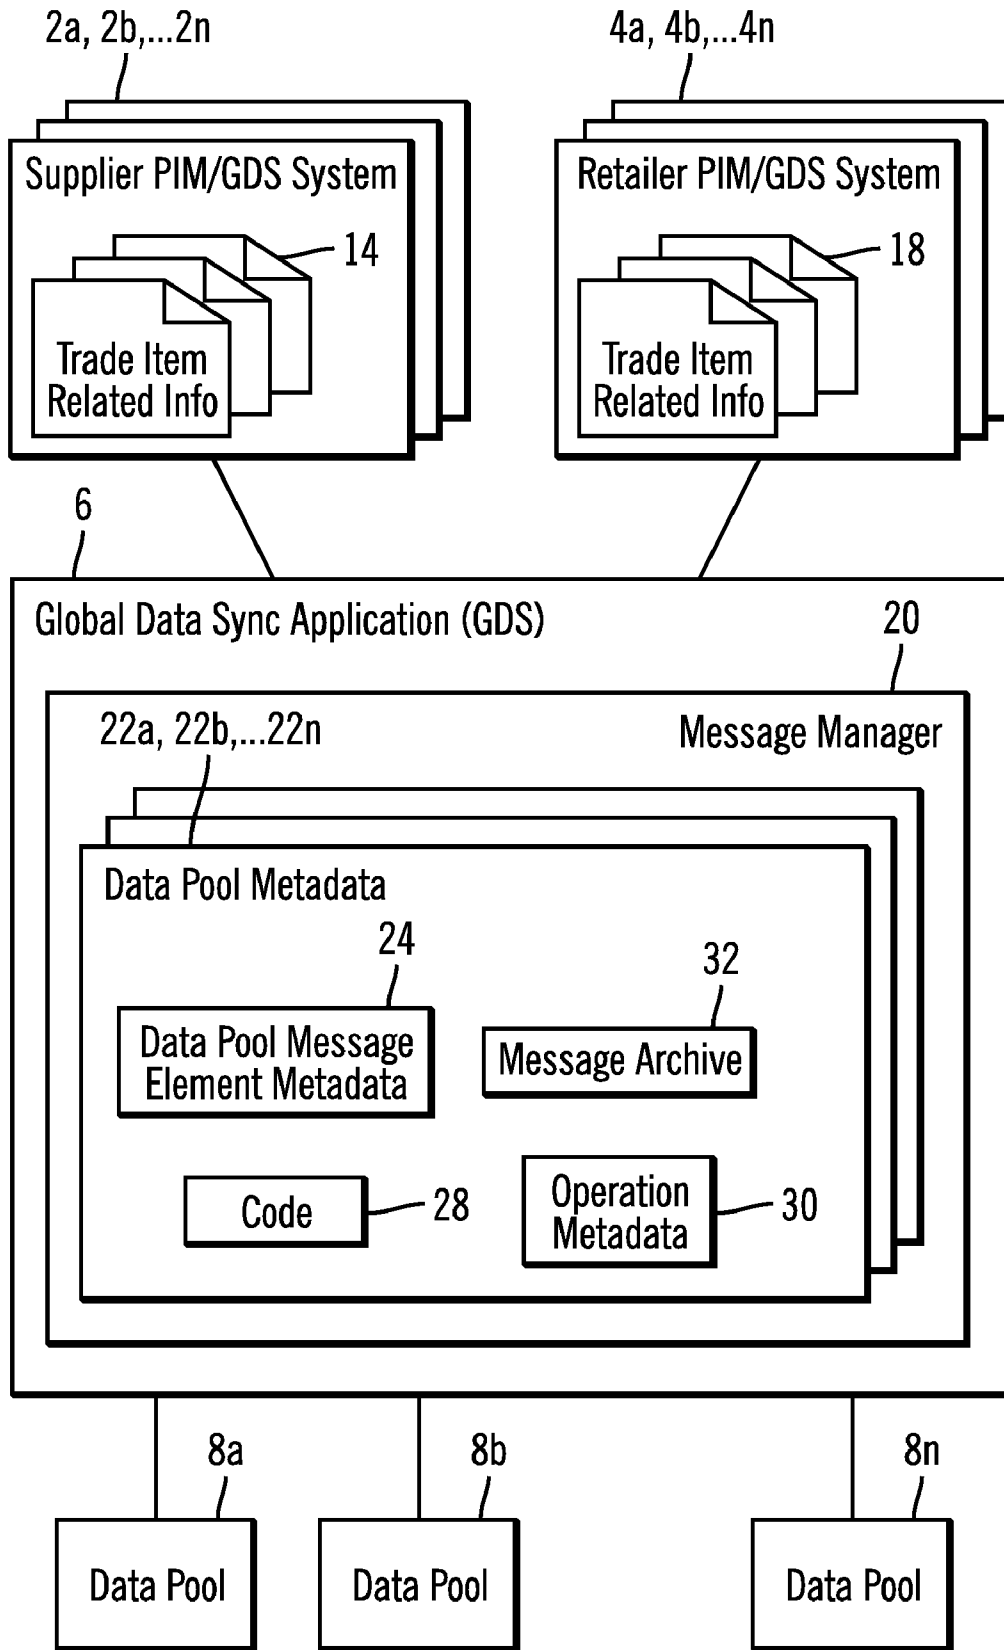 2a, 2b,...2n
4a, 4b,...4n
Supplier PIM/GDS System
Retailer PIM/GDS System
14
18
Trade Item
Related Info
Trade Item
Related Info
6
Global Data Sync Application (GDS)
20
22a, 22b,...22n
Message Manager
Data Pool Metadata
24
32
Data Pool Message
Element Metadata
Message Archive
Code
28
Operation
Metadata
30
8a
8b
8n
Data Pool
Data Pool
Data Pool